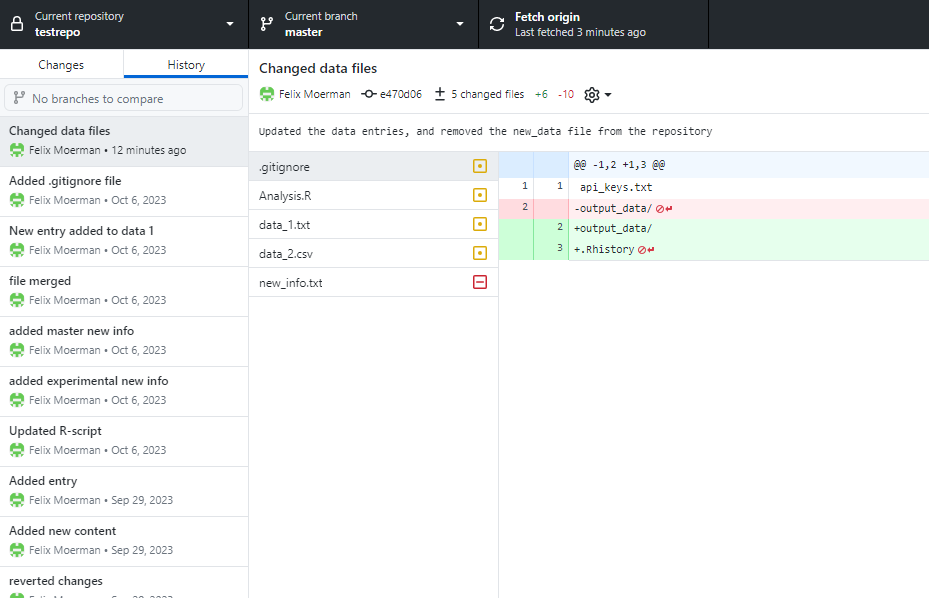 Current repository
testrepo
Current branch
master
Fetch origin
Last fetched 3 minutes ago
Changes
History
No branches to compare
Changed data files
Felix Moerman • 12 minutes ago
Added .gitignore file
Felix Moerman • Oct 6, 2023
New entry added to data 1
Felix Moerman • Oct 6, 2023
file merged
Felix Moerman • Oct 6, 2023
added master new info
Felix Moerman • Oct 6, 2023
added experimental new info
Felix Moerman • Oct 6, 2023
Updated R-script
Felix Moerman • Oct 6, 2023
Added entry
Felix Moerman • Sep 29, 2023
Added new content
Felix Moerman • Sep 29, 2023
reverted changes
Changed data files
Felix Moerman e470d06 5 changed files +6 -10
Updated the data entries, and removed the new_data file from the repository
.gitignore
Analysis.R
data_1.txt
data_2.csv
new_info.txt
@@ -1,2 +1,3 @@
1 1 api_keys.txt
2 -output_data/
2 +output_data/
3 +.Rhistory